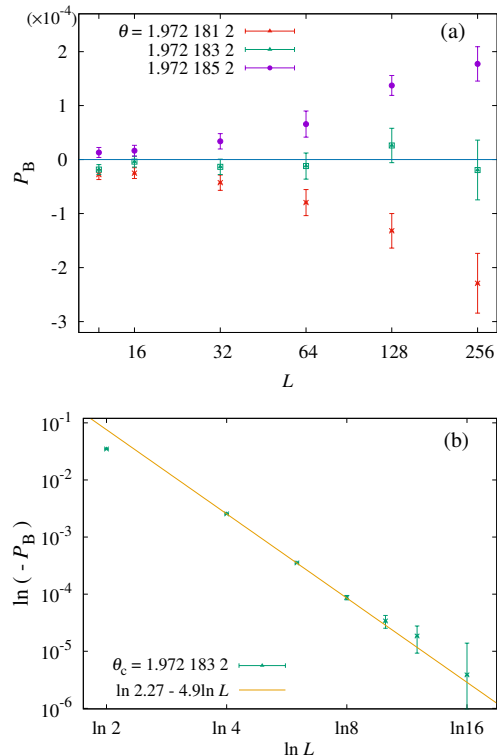 (×10⁻⁴)
θ = 1.972 181 2
1.972 183 2
1.972 185 2
(a)
2
1
0
-1
-2
-3
P_B
16 32 64 128 256
L
(b)
10⁻¹
10⁻²
10⁻³
10⁻⁴
10⁻⁵
10⁻⁶
ln ( - P_B )
θ_c = 1.972 183 2
ln 2.27 - 4.9ln L
ln 2 ln 4 ln8 ln16
ln L